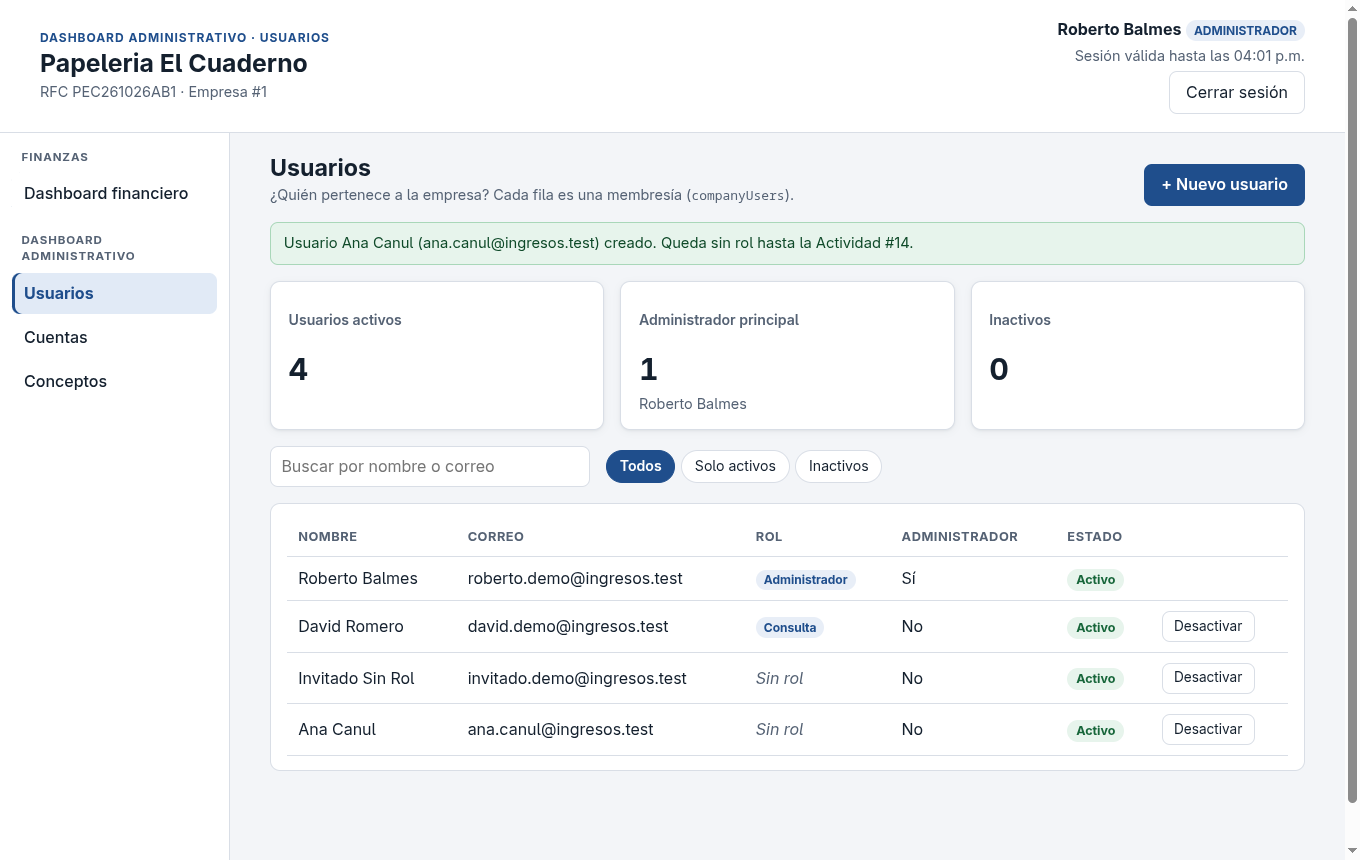 DASHBOARD ADMINISTRATIVO · USUARIOS
Papeleria El Cuaderno
RFC PEC261026AB1 · Empresa #1
Roberto Balmes ADMINISTRADOR
Sesión válida hasta las 04:01 p.m.
Cerrar sesión
FINANZAS
Dashboard financiero
DASHBOARD
ADMINISTRATIVO
Usuarios
Cuentas
Conceptos
Usuarios
¿Quién pertenece a la empresa? Cada fila es una membresía (companyUsers).
+ Nuevo usuario
Usuario Ana Canul (ana.canul@ingresos.test) creado. Queda sin rol hasta la Actividad #14.
Usuarios activos
4
Administrador principal
1
Roberto Balmes
Inactivos
0
Buscar por nombre o correo
Todos Solo activos Inactivos
NOMBRE CORREO ROL ADMINISTRADOR ESTADO
Roberto Balmes roberto.demo@ingresos.test Administrador Sí Activo
David Romero david.demo@ingresos.test Consulta No Activo Desactivar
Invitado Sin Rol invitado.demo@ingresos.test Sin rol No Activo Desactivar
Ana Canul ana.canul@ingresos.test Sin rol No Activo Desactivar